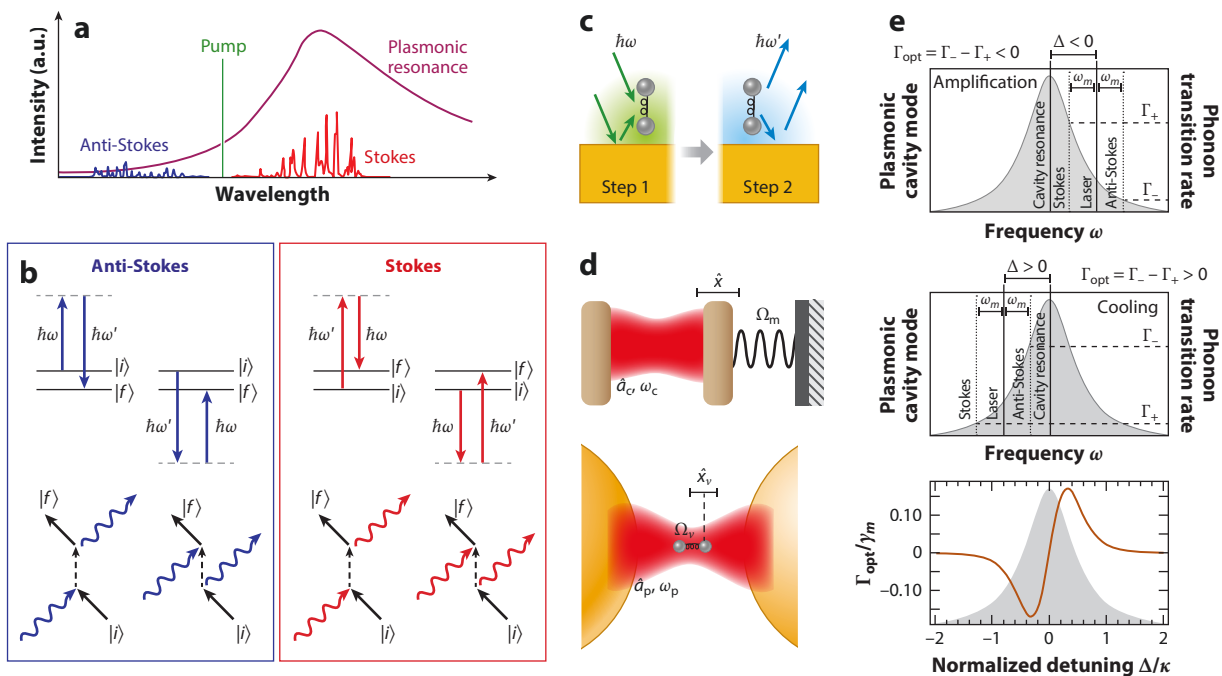 a
Intensity (a.u.)
Pump
Plasmonic
resonance
Anti-Stokes
Stokes
Wavelength
b
Anti-Stokes
ħω
ħω′
|i⟩
|f⟩
|i⟩
|f⟩
ħω′
ħω
|f⟩
|i⟩
|f⟩
|i⟩
Stokes
ħω′
ħω
|f⟩
|i⟩
|f⟩
|i⟩
ħω
ħω′
|f⟩
|i⟩
|f⟩
|i⟩
c
ħω
ħω′
Step 1
Step 2
d
x̂
Ωm
âc, ωc
x̂ν
Ων
âp, ωp
e
Γopt = Γ− − Γ+ < 0
Δ < 0
Amplification
ωm
ωm
Γ+
Γ−
Cavity resonance
Stokes
Laser
Anti-Stokes
Plasmonic
cavity mode
Phonon
transition rate
Frequency ω
Δ > 0
Γopt = Γ− − Γ+ > 0
ωm
ωm
Cooling
Γ−
Γ+
Stokes
Laser
Anti-Stokes
Cavity resonance
Plasmonic
cavity mode
Phonon
transition rate
Frequency ω
Γopt/γm
0.10
0
−0.10
−2
−1
0
1
2
Normalized detuning Δ/κ